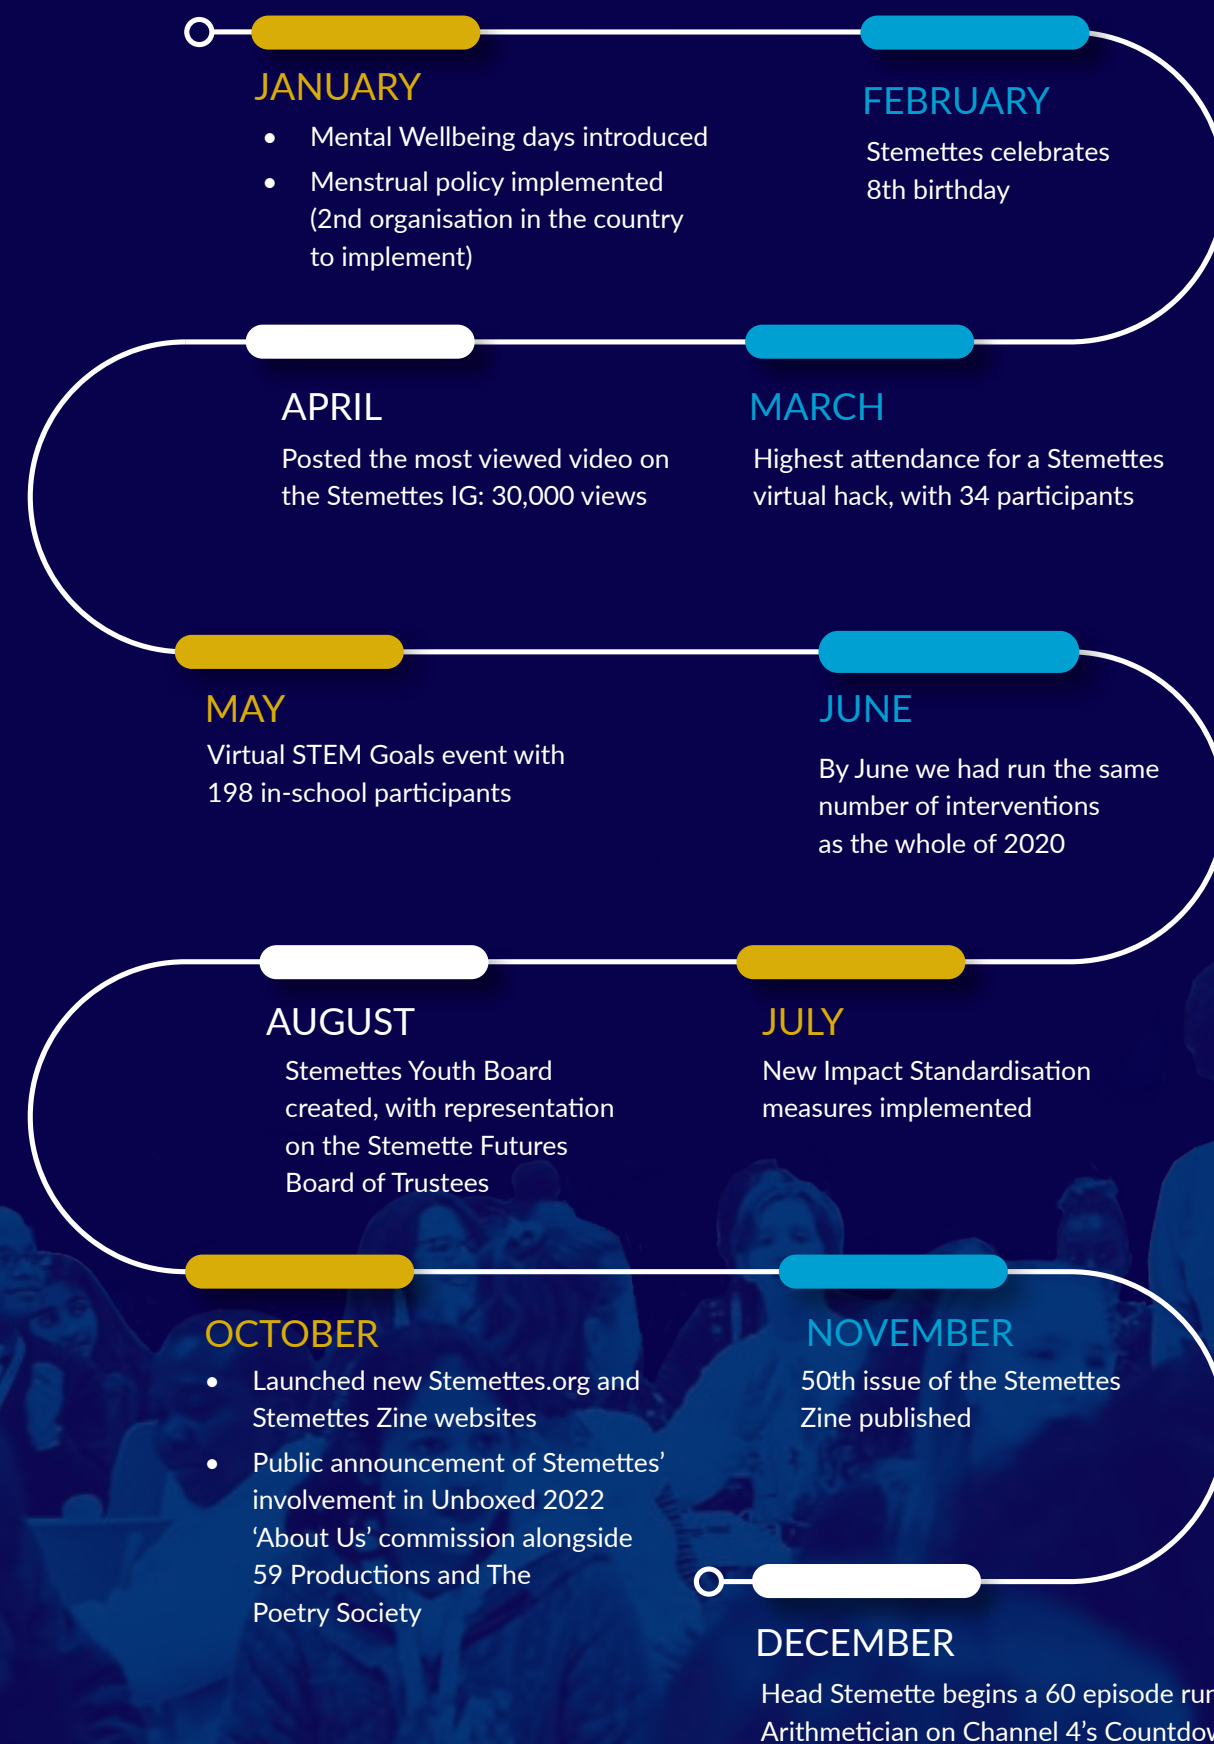 JANUARY
• Mental Wellbeing days introduced
• Menstrual policy implemented
(2nd organisation in the country
to implement)
FEBRUARY
Stemettes celebrates
8th birthday
MARCH
Highest attendance for a Stemettes
virtual hack, with 34 participants
APRIL
Posted the most viewed video on
the Stemettes IG: 30,000 views
MAY
Virtual STEM Goals event with
198 in-school participants
JUNE
By June we had run the same
number of interventions
as the whole of 2020
JULY
New Impact Standardisation
measures implemented
AUGUST
Stemettes Youth Board
created, with representation
on the Stemette Futures
Board of Trustees
OCTOBER
• Launched new Stemettes.org and
Stemettes Zine websites
• Public announcement of Stemettes’
involvement in Unboxed 2022
‘About Us’ commission alongside
59 Productions and The
Poetry Society
NOVEMBER
50th issue of the Stemettes
Zine published
DECEMBER
Head Stemette begins a 60 episode run
Arithmetician on Channel 4’s